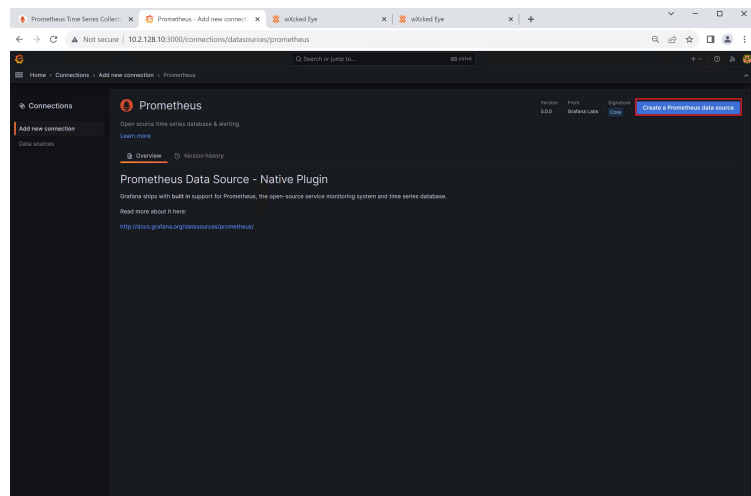 Prometheus Time Series Collecti
Prometheus - Add new connect
wXcked Eye
wXcked Eye
Not secure | 10.2.128.10:3000/connections/datasources/prometheus
Search or jump to...
ctrl+k
Home › Connections › Add new connection › Prometheus
Connections
Add new connection
Data sources
Prometheus
Open source time series database & alerting
Learn more
Version
5.0.0
From
Grafana Labs
Signature
Core
Create a Prometheus data source
Overview
Version history
Prometheus Data Source - Native Plugin
Grafana ships with built in support for Prometheus, the open-source service monitoring system and time series database.
Read more about it here:
http://docs.grafana.org/datasources/prometheus/